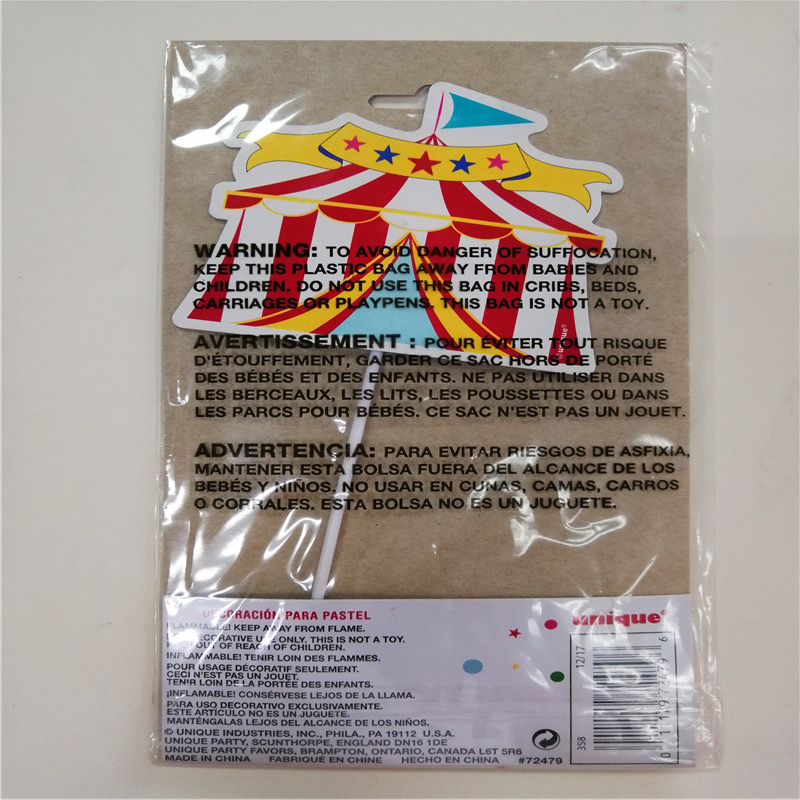 ©unique®
WARNING: TO AVOID DANGER OF SUFFOCATION,
KEEP THIS PLASTIC BAG AWAY FROM BABIES AND
CHILDREN. DO NOT USE THIS BAG IN CRIBS, BEDS,
CARRIAGES OR PLAYPENS. THIS BAG IS NOT A TOY.
AVERTISSEMENT : POUR ÉVITER TOUT RISQUE
D'ÉTOUFFEMENT, GARDER CE SAC HORS DE PORTÉ
DES BÉBÉS ET DES ENFANTS. NE PAS UTILISER DANS
LES BERCEAUX, LES LITS, LES POUSSETTES OU DANS
LES PARCS POUR BÉBÉS. CE SAC N'EST PAS UN JOUET.
ADVERTENCIA: PARA EVITAR RIESGOS DE ASFIXIA,
MANTENER ESTA BOLSA FUERA DEL ALCANCE DE LOS
BEBÉS Y NIÑOS. NO USAR EN CUNAS, CAMAS, CARROS
O CORRALES. ESTA BOLSA NO ES UN JUGUETE.
DECORACIÓN PARA PASTEL
FLAMMABLE! KEEP AWAY FROM FLAME.
DECORATIVE USE ONLY. THIS IS NOT A TOY.
KEEP OUT OF REACH OF CHILDREN.
INFLAMMABLE! TENIR LOIN DES FLAMMES.
POUR USAGE DÉCORATIF SEULEMENT.
CECI N'EST PAS UN JOUET.
TENIR LOIN DE LA PORTÉE DES ENFANTS.
¡INFLAMABLE! CONSÉRVESE LEJOS DE LA LLAMA.
PARA USO DECORATIVO EXCLUSIVAMENTE.
ESTE ARTÍCULO NO ES UN JUGUETE.
MANTÉNGALAS LEJOS DEL ALCANCE DE LOS NIÑOS.
© UNIQUE INDUSTRIES, INC., PHILA., PA 19112 U.S.A.
UNIQUE PARTY, SCUNTHORPE, ENGLAND DN16 1DE
UNIQUE PARTY FAVORS, BRAMPTON, ONTARIO, CANADA L6T 5R6
MADE IN CHINA FABRIQUÉ EN CHINE HECHO EN CHINA #72479
unique®
358 12/17
0 11179 72479 6